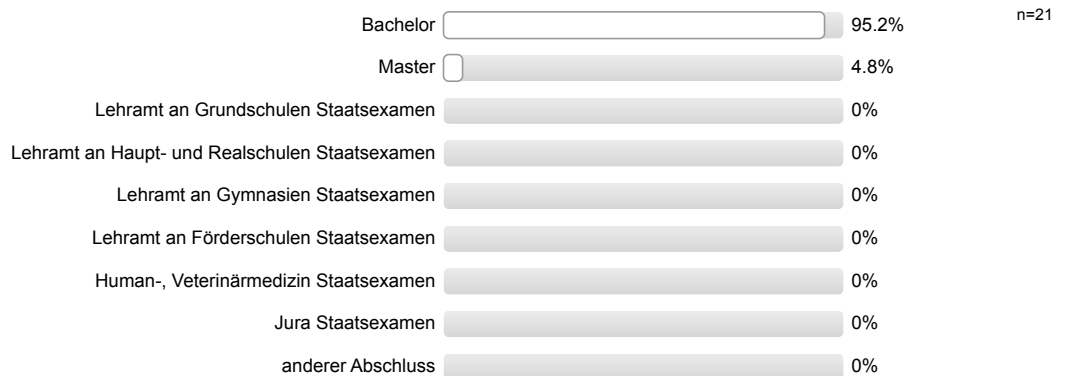 Bachelor 95.2% n=21
Master 4.8%
Lehramt an Grundschulen Staatsexamen 0%
Lehramt an Haupt- und Realschulen Staatsexamen 0%
Lehramt an Gymnasien Staatsexamen 0%
Lehramt an Förderschulen Staatsexamen 0%
Human-, Veterinärmedizin Staatsexamen 0%
Jura Staatsexamen 0%
anderer Abschluss 0%